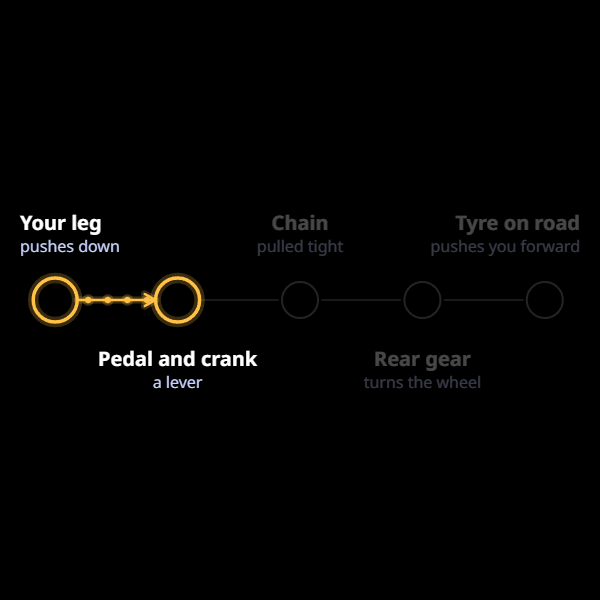 Your leg
pushes down
Chain
pulled tight
Tyre on road
pushes you forward
Pedal and crank
a lever
Rear gear
turns the wheel